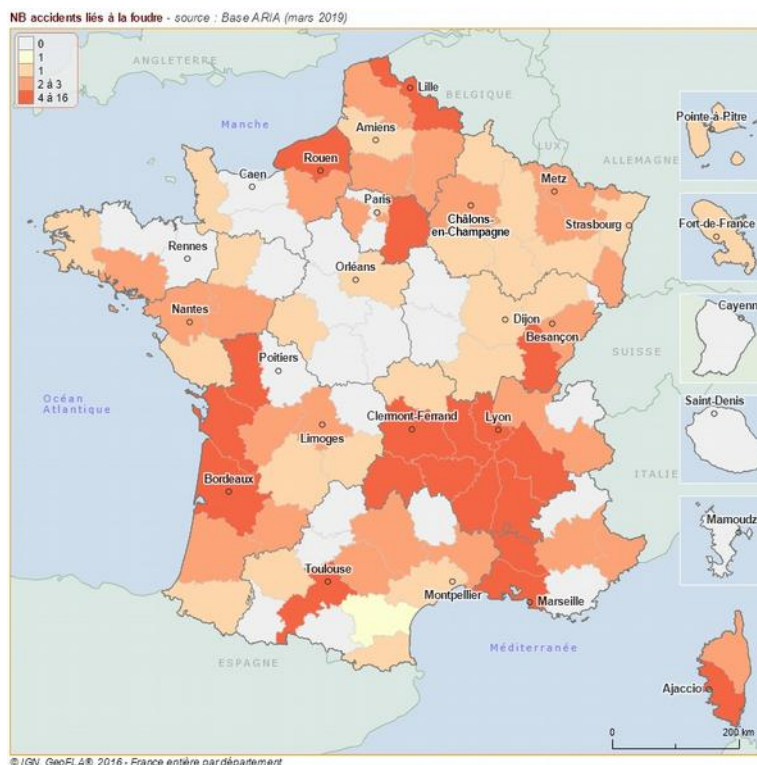 NB accidents liés à la foudre - source : Base ARIA (mars 2019)
0
1
1
2 à 3
4 à 16
ANGLETERRE
BELGIQUE
Lille
Manche
Amiens
LUX.
ALLEMAGNE
Pointe-à-Pitre
Rouen
Caen
Paris
Metz
Châlons-
en-Champagne
Strasbourg
Fort-de-France
Rennes
Orléans
Nantes
Dijon
Besançon
Cayenn
SUISSE
Poitiers
Océan
Atlantique
Clermont-Ferrand
Lyon
Saint-Denis
Limoges
ITALIE
Bordeaux
Mamoudz
Toulouse
Montpellier
Marseille
Méditerranée
ESPAGNE
Ajaccio
0
200 km
© IGN, GeoFLA®, 2016 - France entière par département